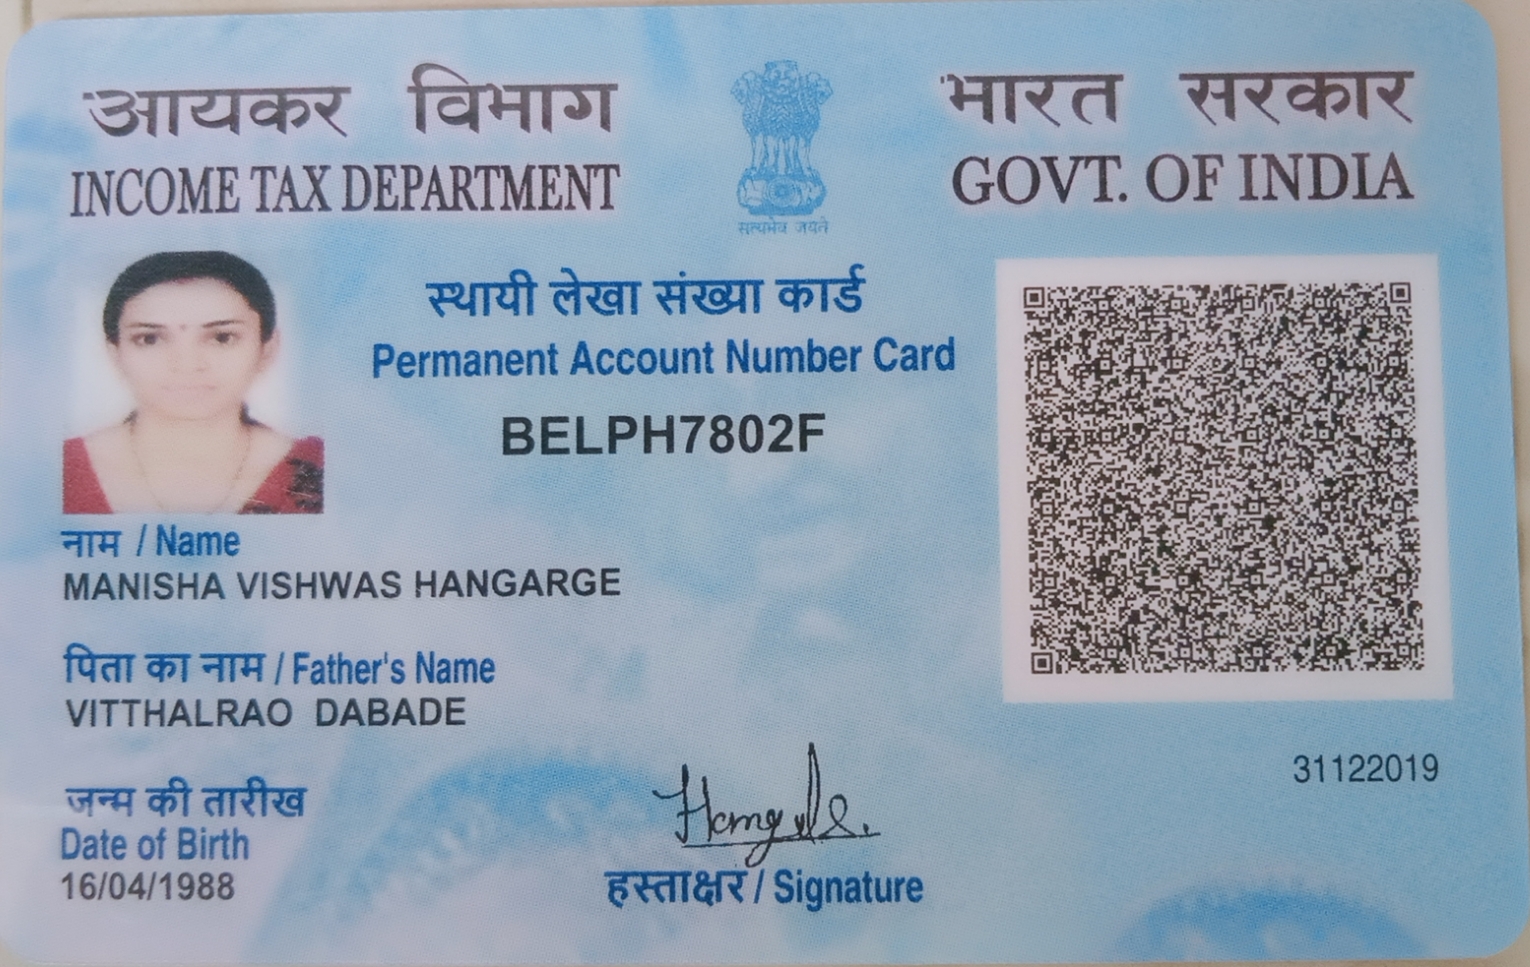 आयकर विभाग
INCOME TAX DEPARTMENT
सत्यमेव जयते
भारत सरकार
GOVT. OF INDIA
स्थायी लेखा संख्या कार्ड
Permanent Account Number Card
BELPH7802F
नाम / Name
MANISHA VISHWAS HANGARGE
पिता का नाम / Father's Name
VITTHALRAO DABADE
जन्म की तारीख
Date of Birth
16/04/1988
हस्ताक्षर / Signature
31122019